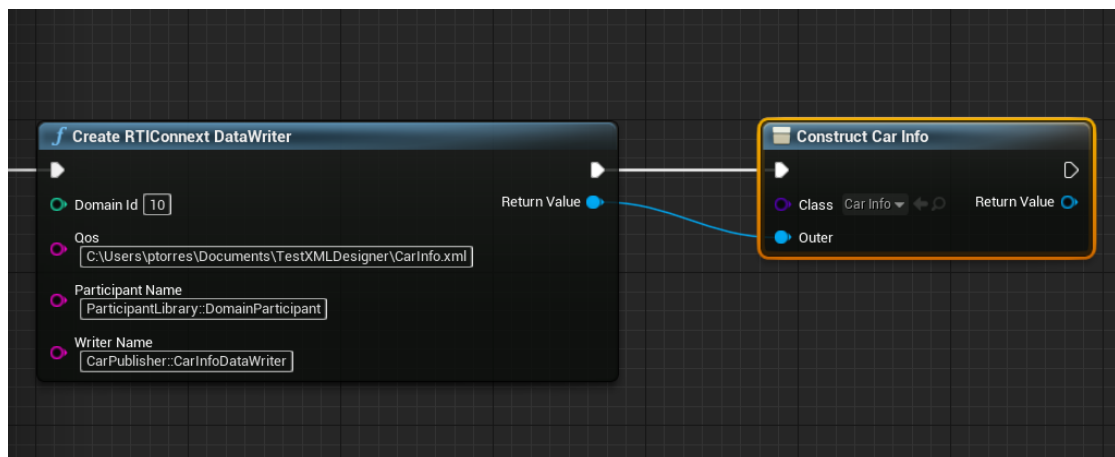 f Create RTIConnext DataWriter
Domain Id 10
Return Value
Qos
C:\Users\ptorres\Documents\TestXMLDesigner\CarInfo.xml
Participant Name
ParticipantLibrary::DomainParticipant
Writer Name
CarPublisher::CarInfoDataWriter
Construct Car Info
Class Car Info
Return Value
Outer